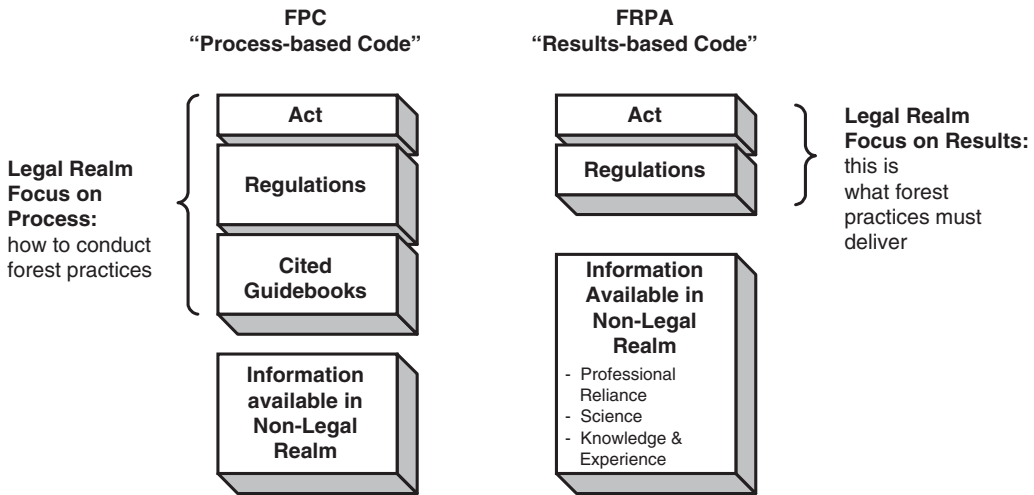 FPC
“Process-based Code”
Legal Realm
Focus on
Process:
how to conduct
forest practices
Act
Regulations
Cited
Guidebooks
Information
available in
Non-Legal
Realm
FRPA
“Results-based Code”
Act
Regulations
Legal Realm
Focus on Results:
this is
what forest
practices must
deliver
Information
Available in
Non-Legal
Realm
- Professional
Reliance
- Science
- Knowledge &
Experience